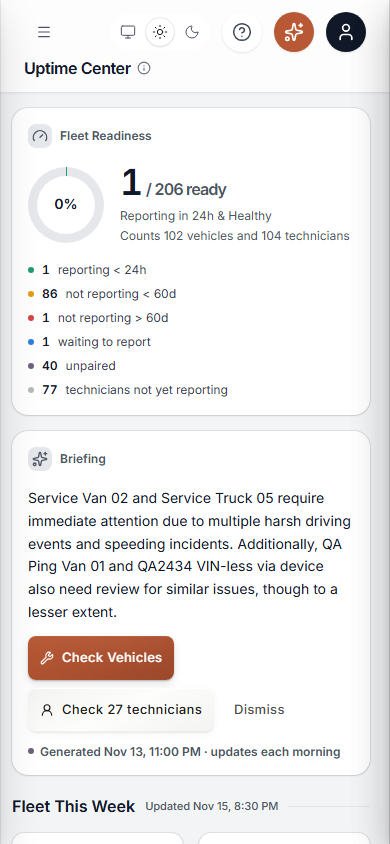 Uptime Center
Fleet Readiness
0%
1 / 206 ready
Reporting in 24h & Healthy
Counts 102 vehicles and 104 technicians
1 reporting < 24h
86 not reporting < 60d
1 not reporting > 60d
1 waiting to report
40 unpaired
77 technicians not yet reporting
Briefing
Service Van 02 and Service Truck 05 require
immediate attention due to multiple harsh driving
events and speeding incidents. Additionally, QA
Ping Van 01 and QA2434 VIN-less via device
also need review for similar issues, though to a
lesser extent.
Check Vehicles
Check 27 technicians Dismiss
Generated Nov 13, 11:00 PM · updates each morning
Fleet This Week Updated Nov 15, 8:30 PM